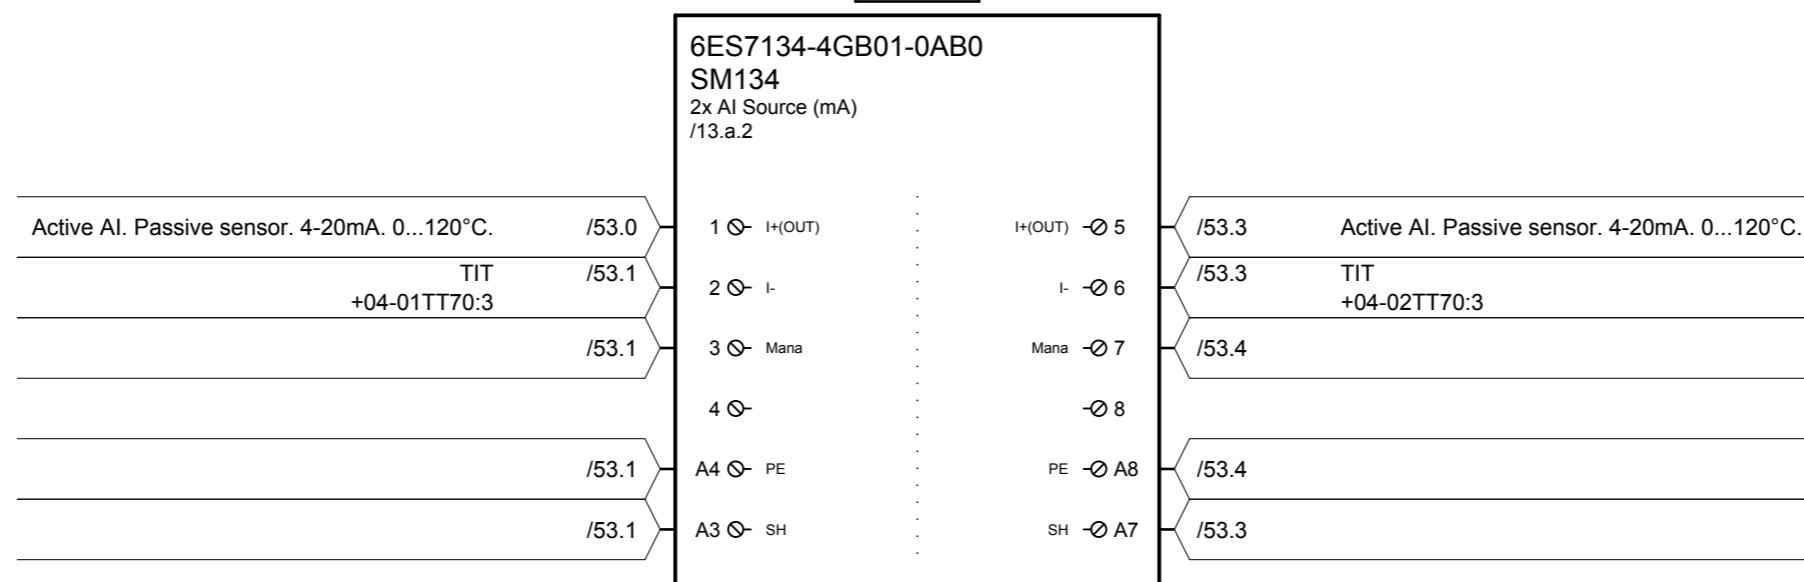 6ES7134-4GB01-0AB0
SM134
2x AI Source (mA)
/13.a.2
Active AI. Passive sensor. 4-20mA. 0...120°C. /53.0 1 I+(OUT) I+(OUT) 5 /53.3 Active AI. Passive sensor. 4-20mA. 0...120°C.
TIT /53.1 2 I- I- 6 /53.3 TIT
+04-01TT70:3 +04-02TT70:3
/53.1 3 Mana Mana 7 /53.4
4 8
/53.1 A4 PE PE A8 /53.4
/53.1 A3 SH SH A7 /53.3